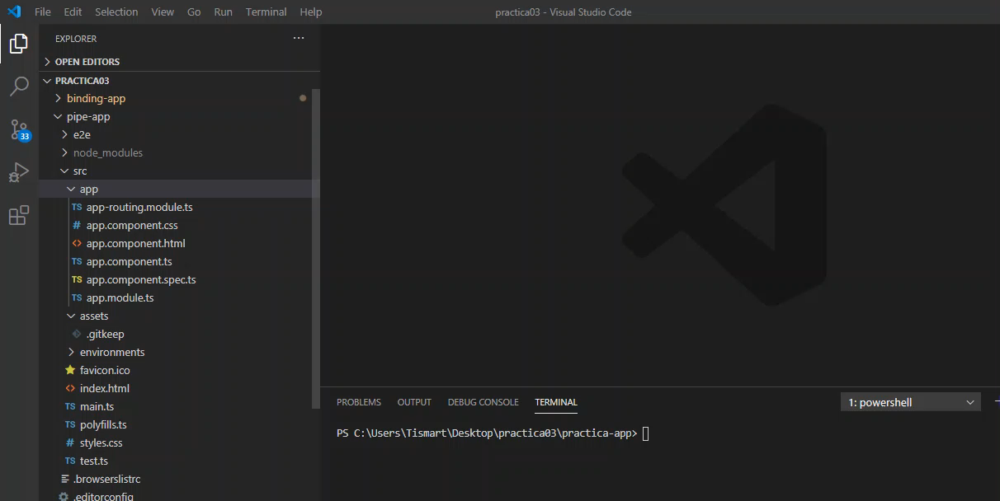 File Edit Selection View Go Run Terminal Help practica03 - Visual Studio Code
EXPLORER ...
OPEN EDITORS
PRACTICA03
binding-app
pipe-app
e2e
node_modules
33
src
app
TS app-routing.module.ts
# app.component.css
<> app.component.html
TS app.component.ts
TS app.component.spec.ts
TS app.module.ts
assets
.gitkeep
environments
favicon.ico
<> index.html
TS main.ts
TS polyfills.ts
# styles.css
TS test.ts
.browserslistrc
.editorconfig
PROBLEMS OUTPUT DEBUG CONSOLE TERMINAL 1: powershell
PS C:\Users\Tismart\Desktop\practica03\practica-app>